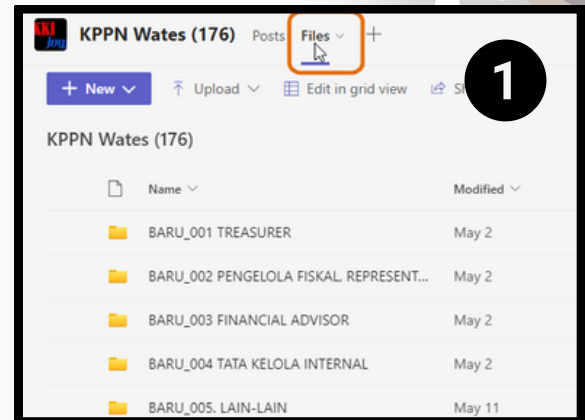 KKI
Jog
KPPN Wates (176) Posts Files +
1
+ New Upload Edit in grid view
KPPN Wates (176)
Name Modified
BARU_001 TREASURER May 2
BARU_002 PENGELOLA FISKAL, REPRESENT... May 2
BARU_003 FINANCIAL ADVISOR May 2
BARU_004 TATA KELOLA INTERNAL May 2
BARU_005. LAIN-LAIN May 11